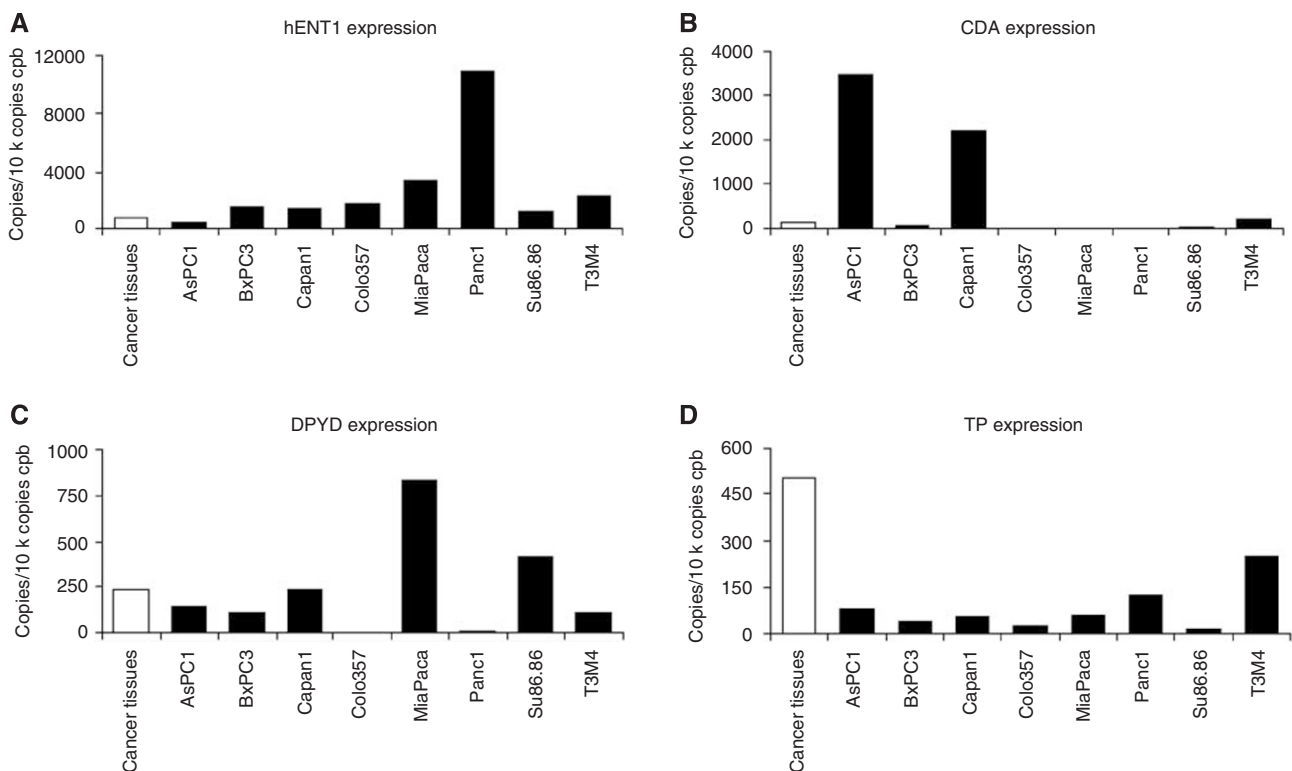 A
hENT1 expression
Copies/10 k copies cpb
12000
8000
4000
0
Cancer tissues
AsPC1
BxPC3
Capan1
Colo357
MiaPaca
Panc1
Su86.86
T3M4
B
CDA expression
Copies/10 k copies cpb
4000
3000
2000
1000
0
Cancer tissues
AsPC1
BxPC3
Capan1
Colo357
MiaPaca
Panc1
Su86.86
T3M4
C
DPYD expression
Copies/10 k copies cpb
1000
750
500
250
0
Cancer tissues
AsPC1
BxPC3
Capan1
Colo357
MiaPaca
Panc1
Su86.86
T3M4
D
TP expression
Copies/10 k copies cpb
600
450
300
150
0
Cancer tissues
AsPC1
BxPC3
Capan1
Colo357
MiaPaca
Panc1
Su86.86
T3M4